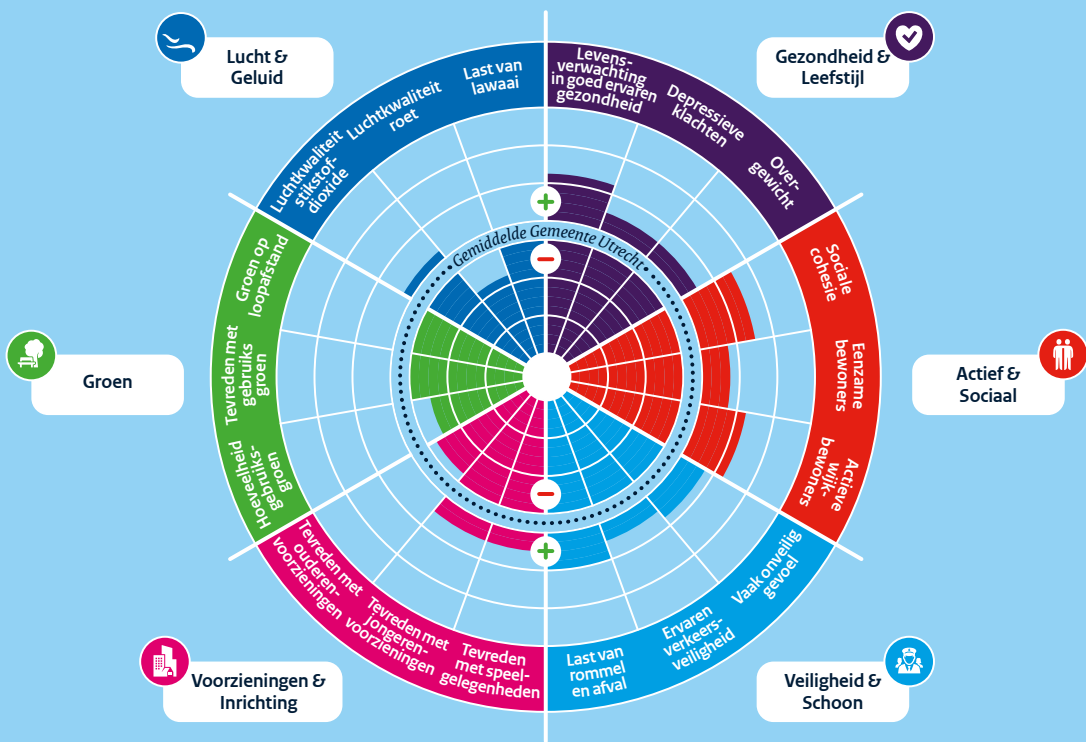 Lucht &
Geluid
Gezondheid &
Leefstijl
Last van
lawaai
Luchtkwaliteit
roet
Luchtkwaliteit
stikstof-
dioxide
Levens-
verwachting
in goed ervaren
gezondheid
Depressieve
klachten
Over-
gewicht
+
Gemiddelde Gemeente Utrecht
−
Groen op
loopafstand
Tevreden met
gebruiks
groen
Hoeveelheid
gebruiks-
groen
Sociale
cohesie
Eenzame
bewoners
Actieve
wijk-
bewoners
Groen
Actief &
Sociaal
−
+
Tevreden met
ouderen-
voorzieningen
Tevreden met
jongeren-
voorzieningen
Tevreden
met speel-
gelegenheden
Last van
rommel
en afval
Ervaren
verkeers-
veiligheid
Vaak onveilig
gevoel
Voorzieningen &
Inrichting
Veiligheid &
Schoon